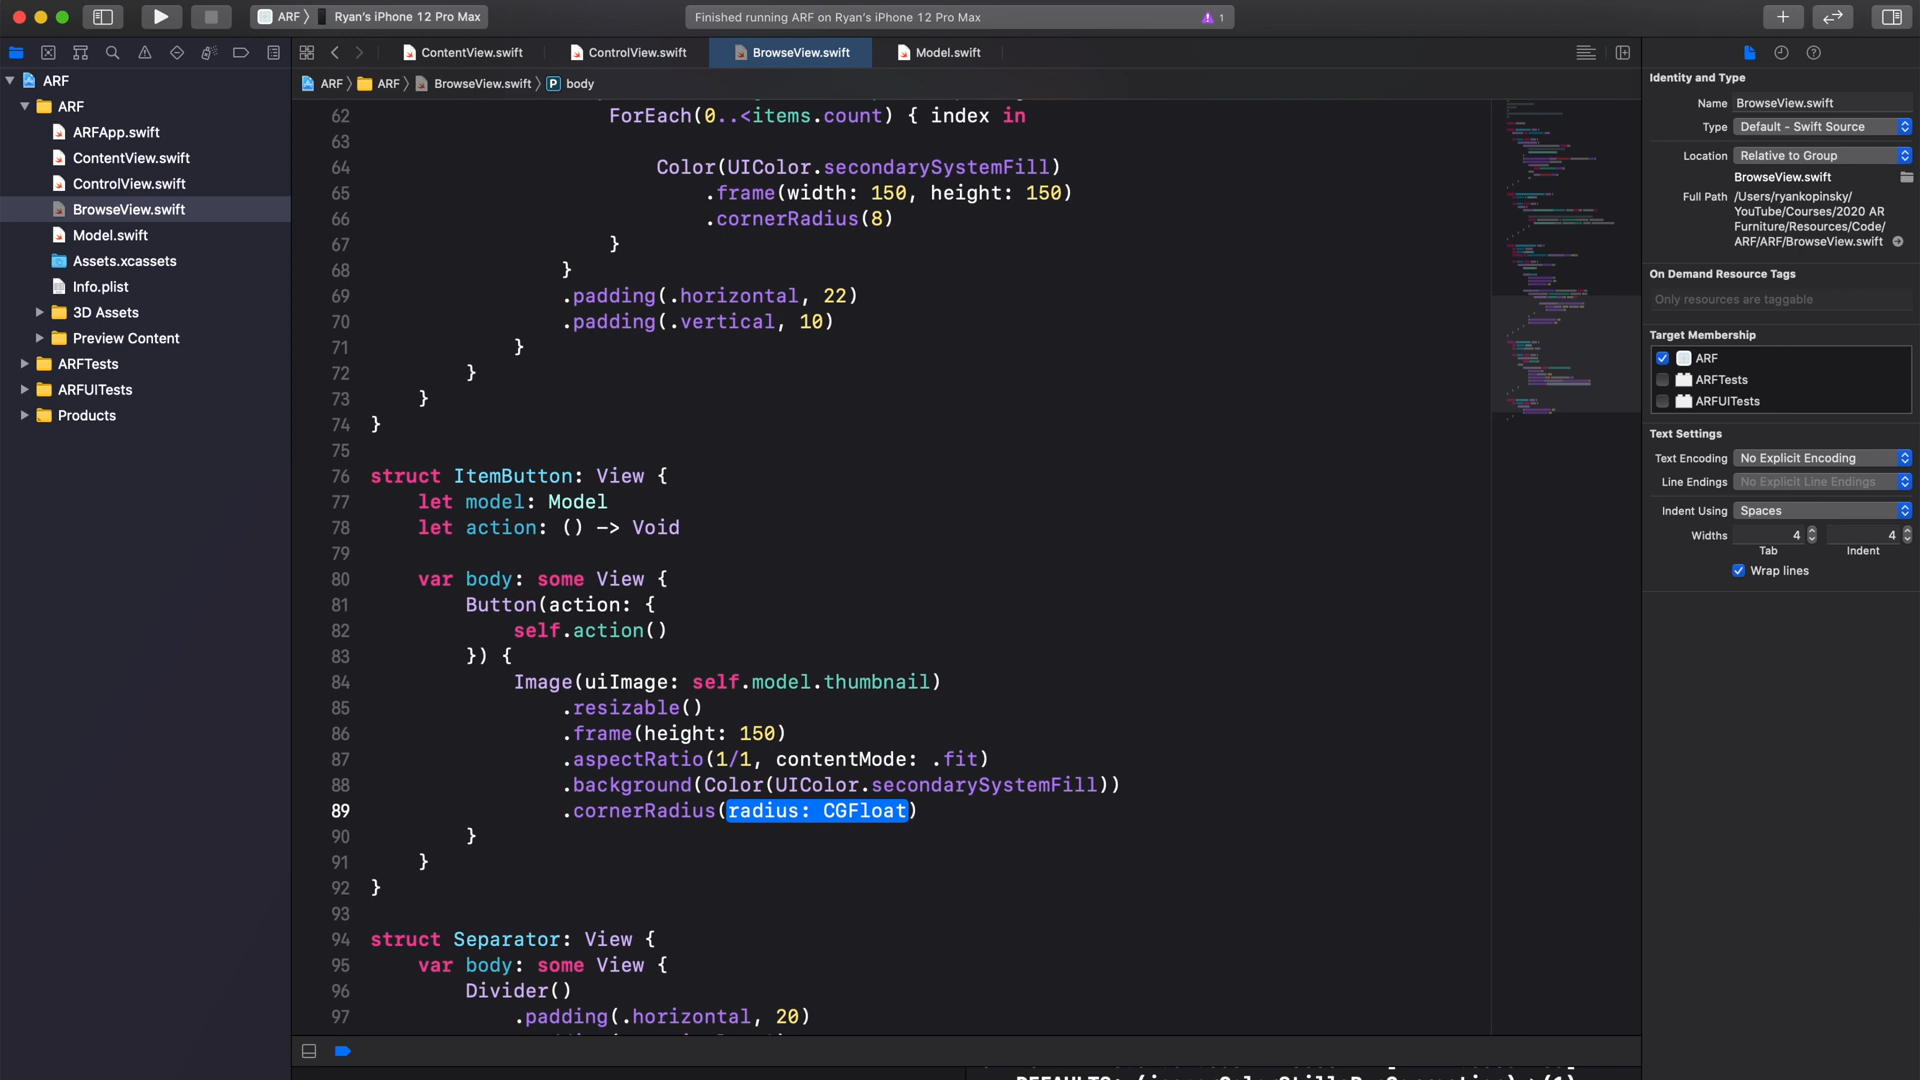 ARF 〉 Ryan's iPhone 12 Pro Max
Finished running ARF on Ryan's iPhone 12 Pro Max
1
ContentView.swift
ControlView.swift
BrowseView.swift
Model.swift
ARF 〉 ARF 〉 BrowseView.swift 〉 P body
ARF
ARF
ARFApp.swift
ContentView.swift
ControlView.swift
BrowseView.swift
Model.swift
Assets.xcassets
Info.plist
3D Assets
Preview Content
ARFTests
ARFUITests
Products
62 ForEach(0..<items.count) { index in
63
64 Color(UIColor.secondarySystemFill)
65 .frame(width: 150, height: 150)
66 .cornerRadius(8)
67 }
68 }
69 .padding(.horizontal, 22)
70 .padding(.vertical, 10)
71 }
72 }
73 }
74 }
75
76 struct ItemButton: View {
77 let model: Model
78 let action: () -> Void
79
80 var body: some View {
81 Button(action: {
82 self.action()
83 }) {
84 Image(uiImage: self.model.thumbnail)
85 .resizable()
86 .frame(height: 150)
87 .aspectRatio(1/1, contentMode: .fit)
88 .background(Color(UIColor.secondarySystemFill))
89 .cornerRadius(radius: CGFloat)
90 }
91 }
92 }
93
94 struct Separator: View {
95 var body: some View {
96 Divider()
97 .padding(.horizontal, 20)
Identity and Type
Name BrowseView.swift
Type Default - Swift Source
Location Relative to Group
BrowseView.swift
Full Path /Users/ryankopinsky/
YouTube/Courses/2020 AR
Furniture/Resources/Code/
ARF/ARF/BrowseView.swift
On Demand Resource Tags
Only resources are taggable
Target Membership
ARF
ARFTests
ARFUITests
Text Settings
Text Encoding No Explicit Encoding
Line Endings No Explicit Line Endings
Indent Using Spaces
Widths 4 4
Tab Indent
Wrap lines